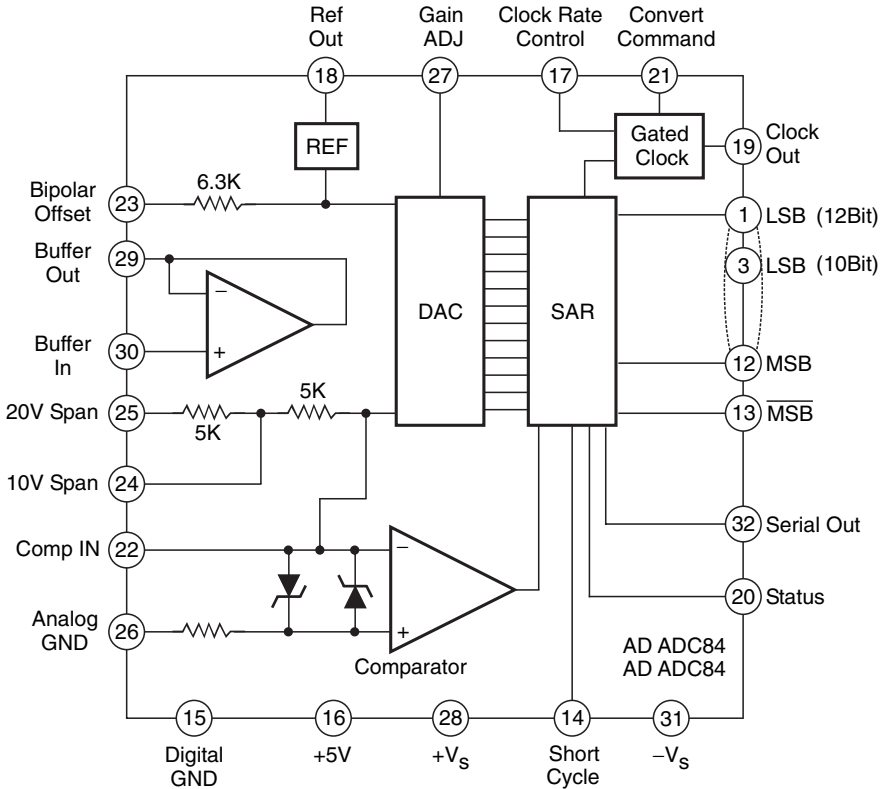 Ref
Out
Gain
ADJ
Clock Rate
Control
Convert
Command
18
27
17
21
REF
Gated
Clock
19
Clock
Out
Bipolar
Offset
23
6.3K
1
LSB (12Bit)
Buffer
Out
29
3
LSB (10Bit)
−
DAC
SAR
Buffer
In
30
+
12
MSB
20V Span
25
5K
5K
13
MSB
10V Span
24
32
Serial Out
Comp IN
22
−
20
Status
Analog
GND
26
+
Comparator
AD ADC84
AD ADC84
15
16
28
14
31
Digital
GND
+5V
+Vs
Short
Cycle
−Vs